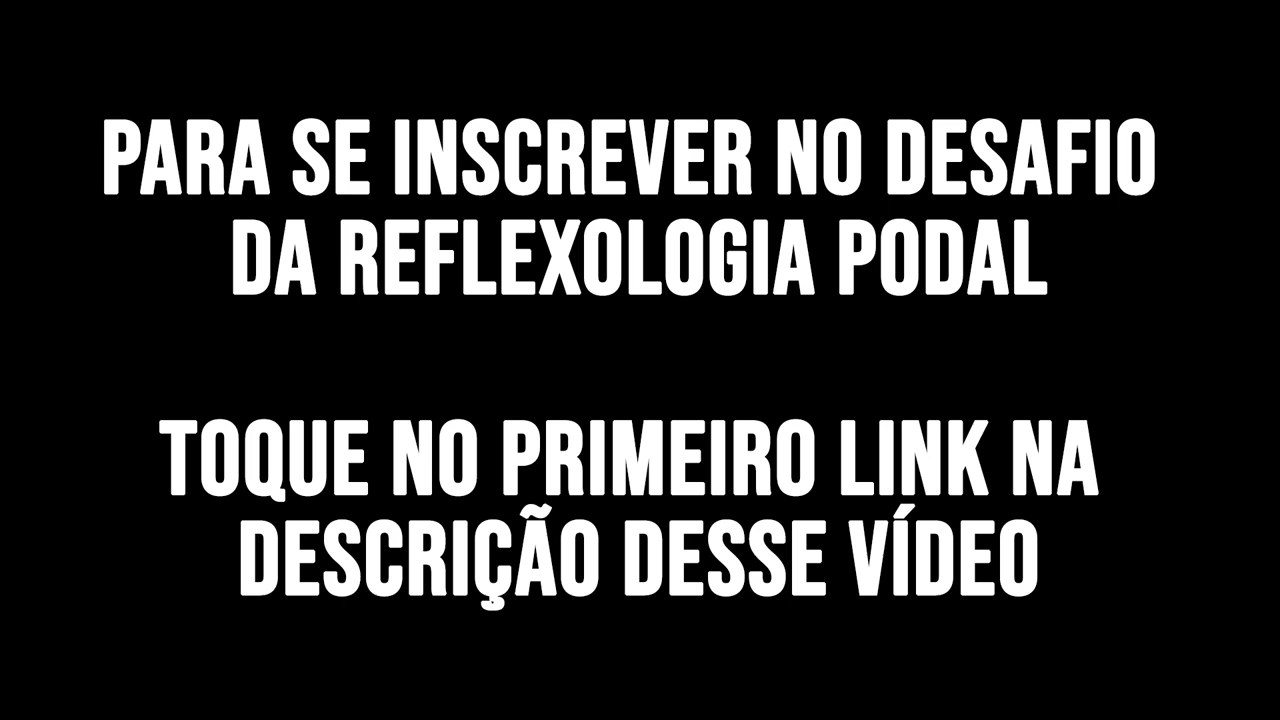 PARA SE INSCREVER NO DESAFIO
DA REFLEXOLOGIA PODAL
TOQUE NO PRIMEIRO LINK NA
DESCRIÇÃO DESSE VÍDEO